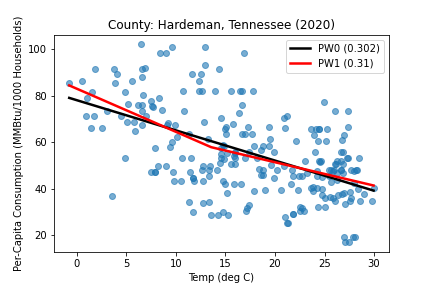 County: Hardeman, Tennessee (2020)
Per-Capita Consumption (MMBtu/1000 Households)
100
80
60
40
20
PW0 (0.302)
PW1 (0.31)
0 5 10 15 20 25 30
Temp (deg C)